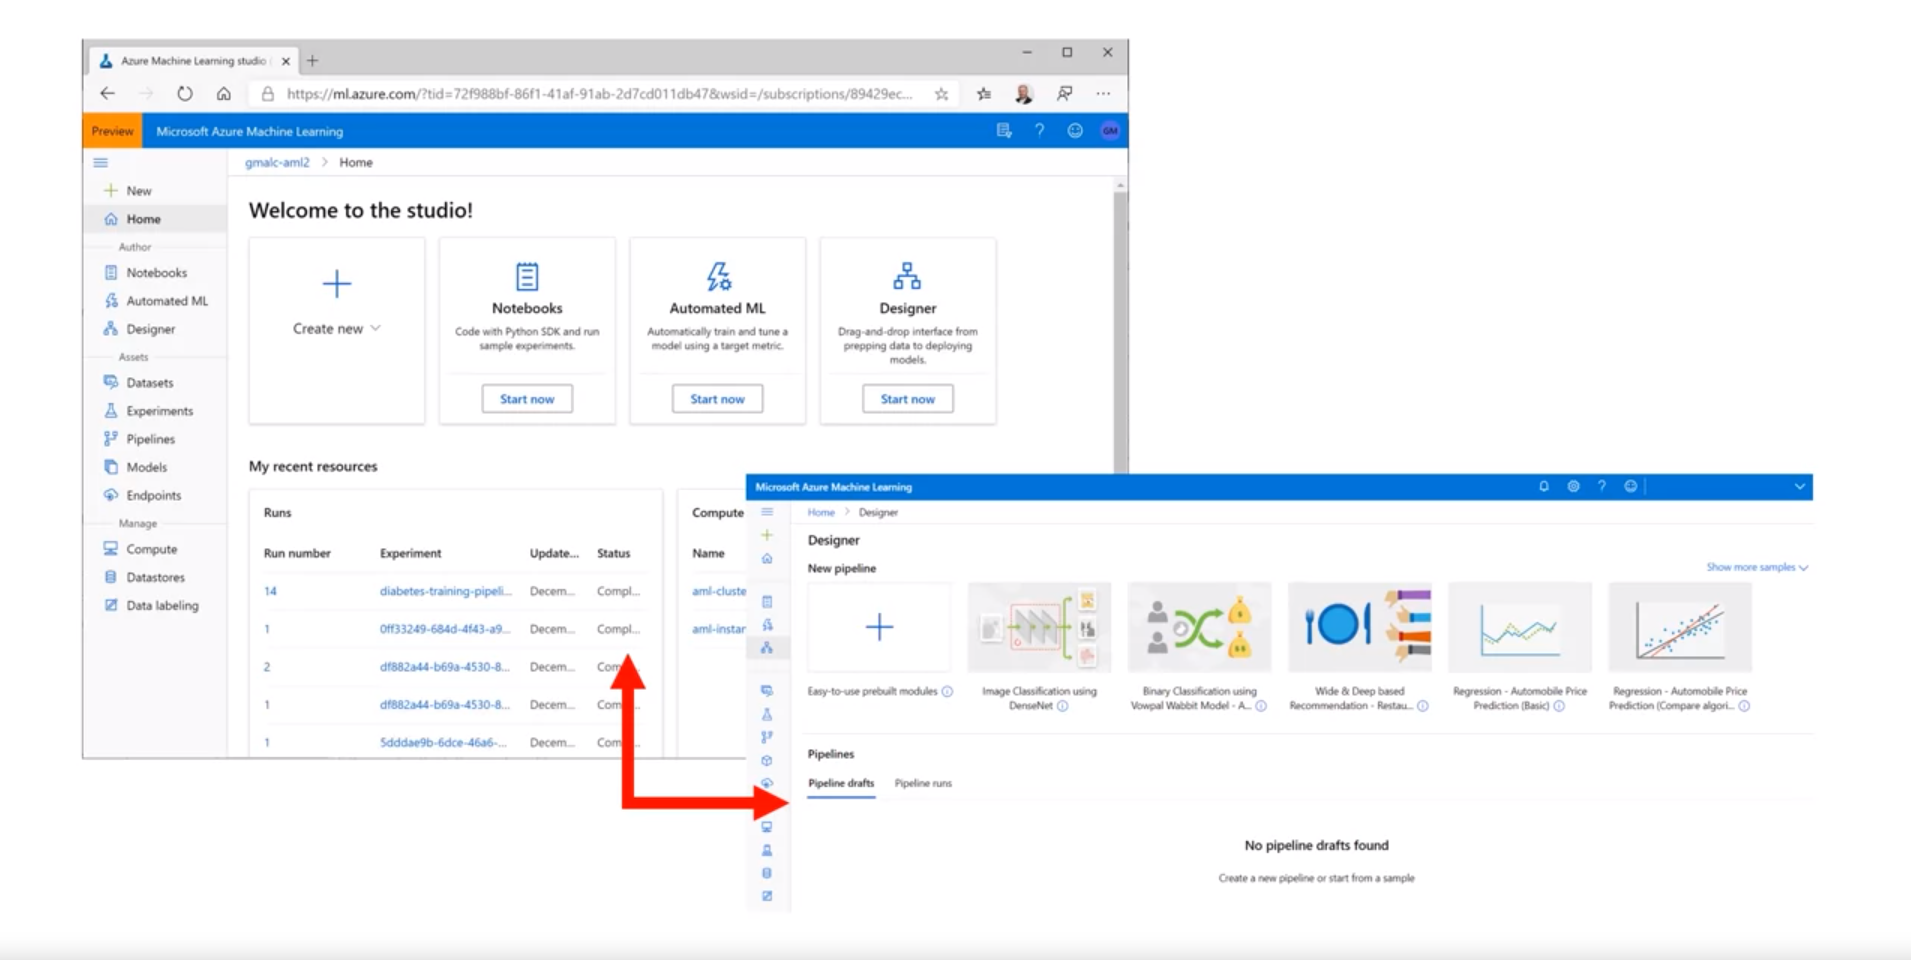 Azure Machine Learning studio
https://ml.azure.com/?tid=72f988bf-86f1-41af-91ab-2d7cd011db47&wsid=/subscriptions/89429ec...
Preview
Microsoft Azure Machine Learning
GM
gmalc-aml2 > Home
New
Home
Author
Notebooks
Automated ML
Designer
Assets
Datasets
Experiments
Pipelines
Models
Endpoints
Manage
Compute
Datastores
Data labeling
Welcome to the studio!
Create new
Notebooks
Code with Python SDK and run
sample experiments.
Start now
Automated ML
Automatically train and tune a
model using a target metric.
Start now
Designer
Drag-and-drop interface from
prepping data to deploying
models.
Start now
My recent resources
Runs
Run number Experiment Update... Status
14 diabetes-training-pipeli... Decem... Compl...
1 0ff33249-684d-4f43-a9... Decem... Compl...
2 df882a44-b69a-4530-8... Decem...
1 df882a44-b69a-4530-8... Decem...
1 5dddae9b-6dce-46a6-... Decem...
Compute
Name
aml-cluste
aml-instar
Microsoft Azure Machine Learning
Home > Designer
Designer
New pipeline
Show more samples
Easy-to-use prebuilt modules
Image Classification using
DenseNet
Binary Classification using
Vowpal Wabbit Model - A...
Wide & Deep based
Recommendation - Restau...
Regression - Automobile Price
Prediction (Basic)
Regression - Automobile Price
Prediction (Compare algori...
Pipelines
Pipeline drafts Pipeline runs
No pipeline drafts found
Create a new pipeline or start from a sample